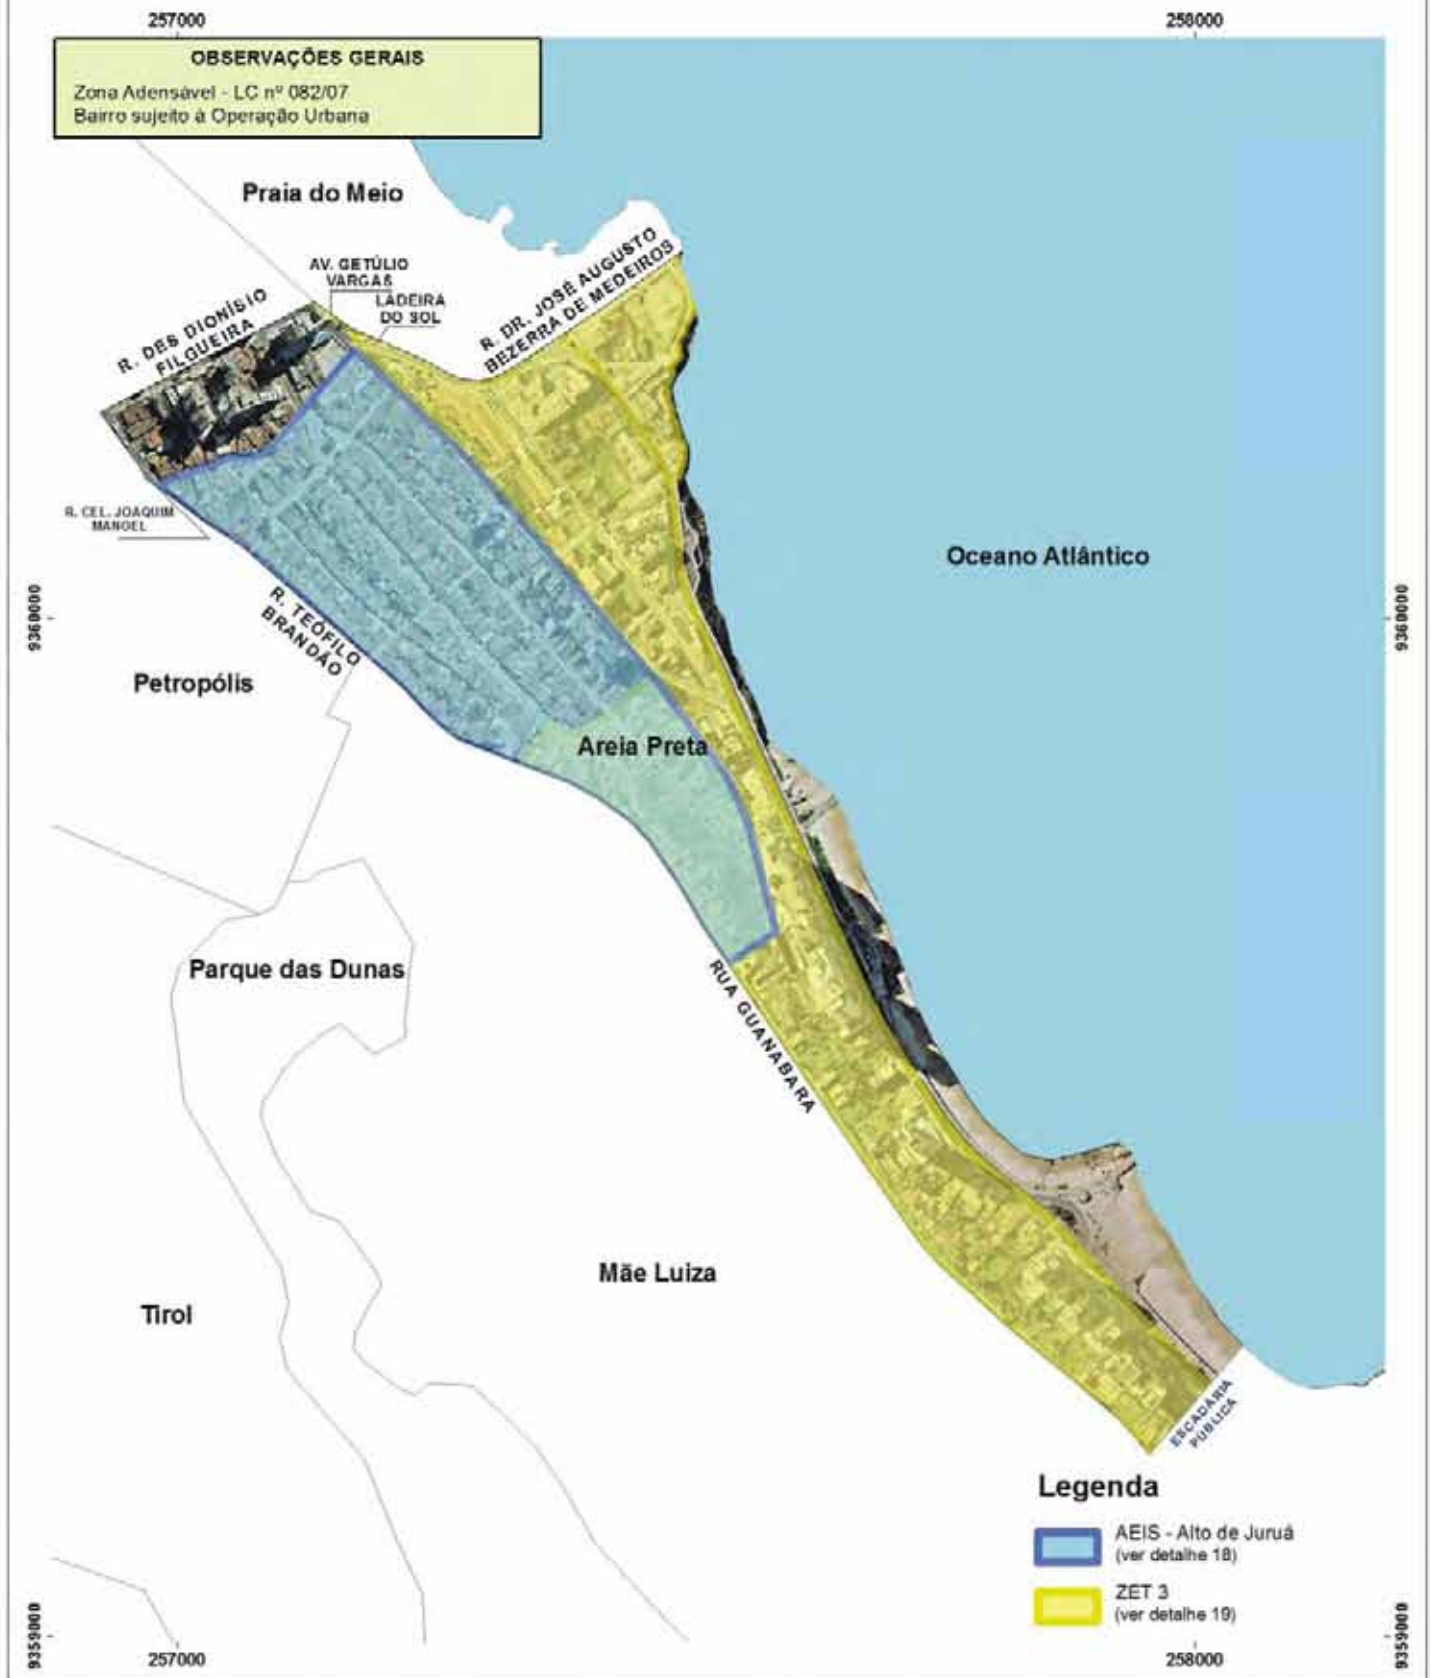 257000
258000
OBSERVAÇÕES GERAIS
Zona Adensável - LC nº 082/07
Bairro sujeito à Operação Urbana
Praia do Meio
AV. GETÚLIO
VARGAS
LADEIRA
DO SOL
R. DES DIONÍSIO
FILGUEIRA
R. DR. JOSÉ AUGUSTO
BEZERRA DE MEDEIROS
R. CEL. JOAQUIM
MANOEL
Oceano Atlântico
9360000
9360000
R. TEÓFILO
BRANDÃO
Petropólis
Areia Preta
Parque das Dunas
RUA GUANABARA
Mãe Luiza
Tirol
ESCADARIA
PÚBLICA
Legenda
AEIS - Alto de Juruá
(ver detalhe 18)
ZET 3
(ver detalhe 19)
9359000
9359000
257000
258000